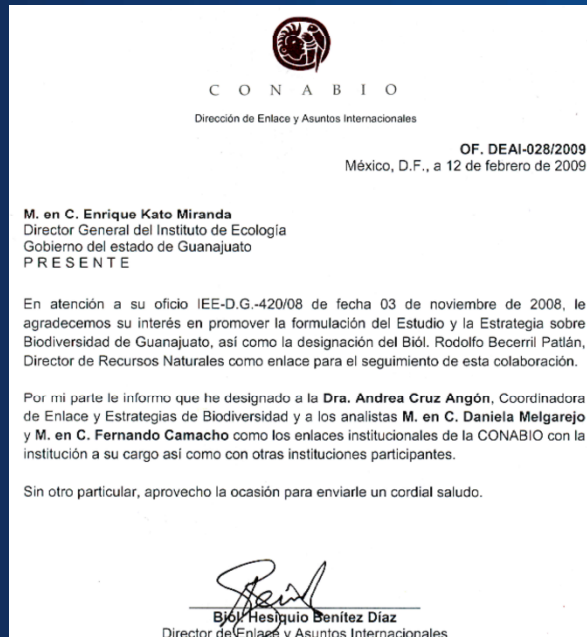 C O N A B I O
Dirección de Enlace y Asuntos Internacionales
OF. DEAI-028/2009
México, D.F., a 12 de febrero de 2009
M. en C. Enrique Kato Miranda
Director General del Instituto de Ecología
Gobierno del estado de Guanajuato
P R E S E N T E
En atención a su oficio IEE-D.G.-420/08 de fecha 03 de noviembre de 2008, le
agradecemos su interés en promover la formulación del Estudio y la Estrategia sobre
Biodiversidad de Guanajuato, así como la designación del Biól. Rodolfo Becerril Patlán,
Director de Recursos Naturales como enlace para el seguimiento de esta colaboración.
Por mi parte le informo que he designado a la Dra. Andrea Cruz Angón, Coordinadora
de Enlace y Estrategias de Biodiversidad y a los analistas M. en C. Daniela Melgarejo
y M. en C. Fernando Camacho como los enlaces institucionales de la CONABIO con la
institución a su cargo así como con otras instituciones participantes.
Sin otro particular, aprovecho la ocasión para enviarle un cordial saludo.
Biól. Hesiquio Benítez Díaz
Director de Enlace y Asuntos Internacionales